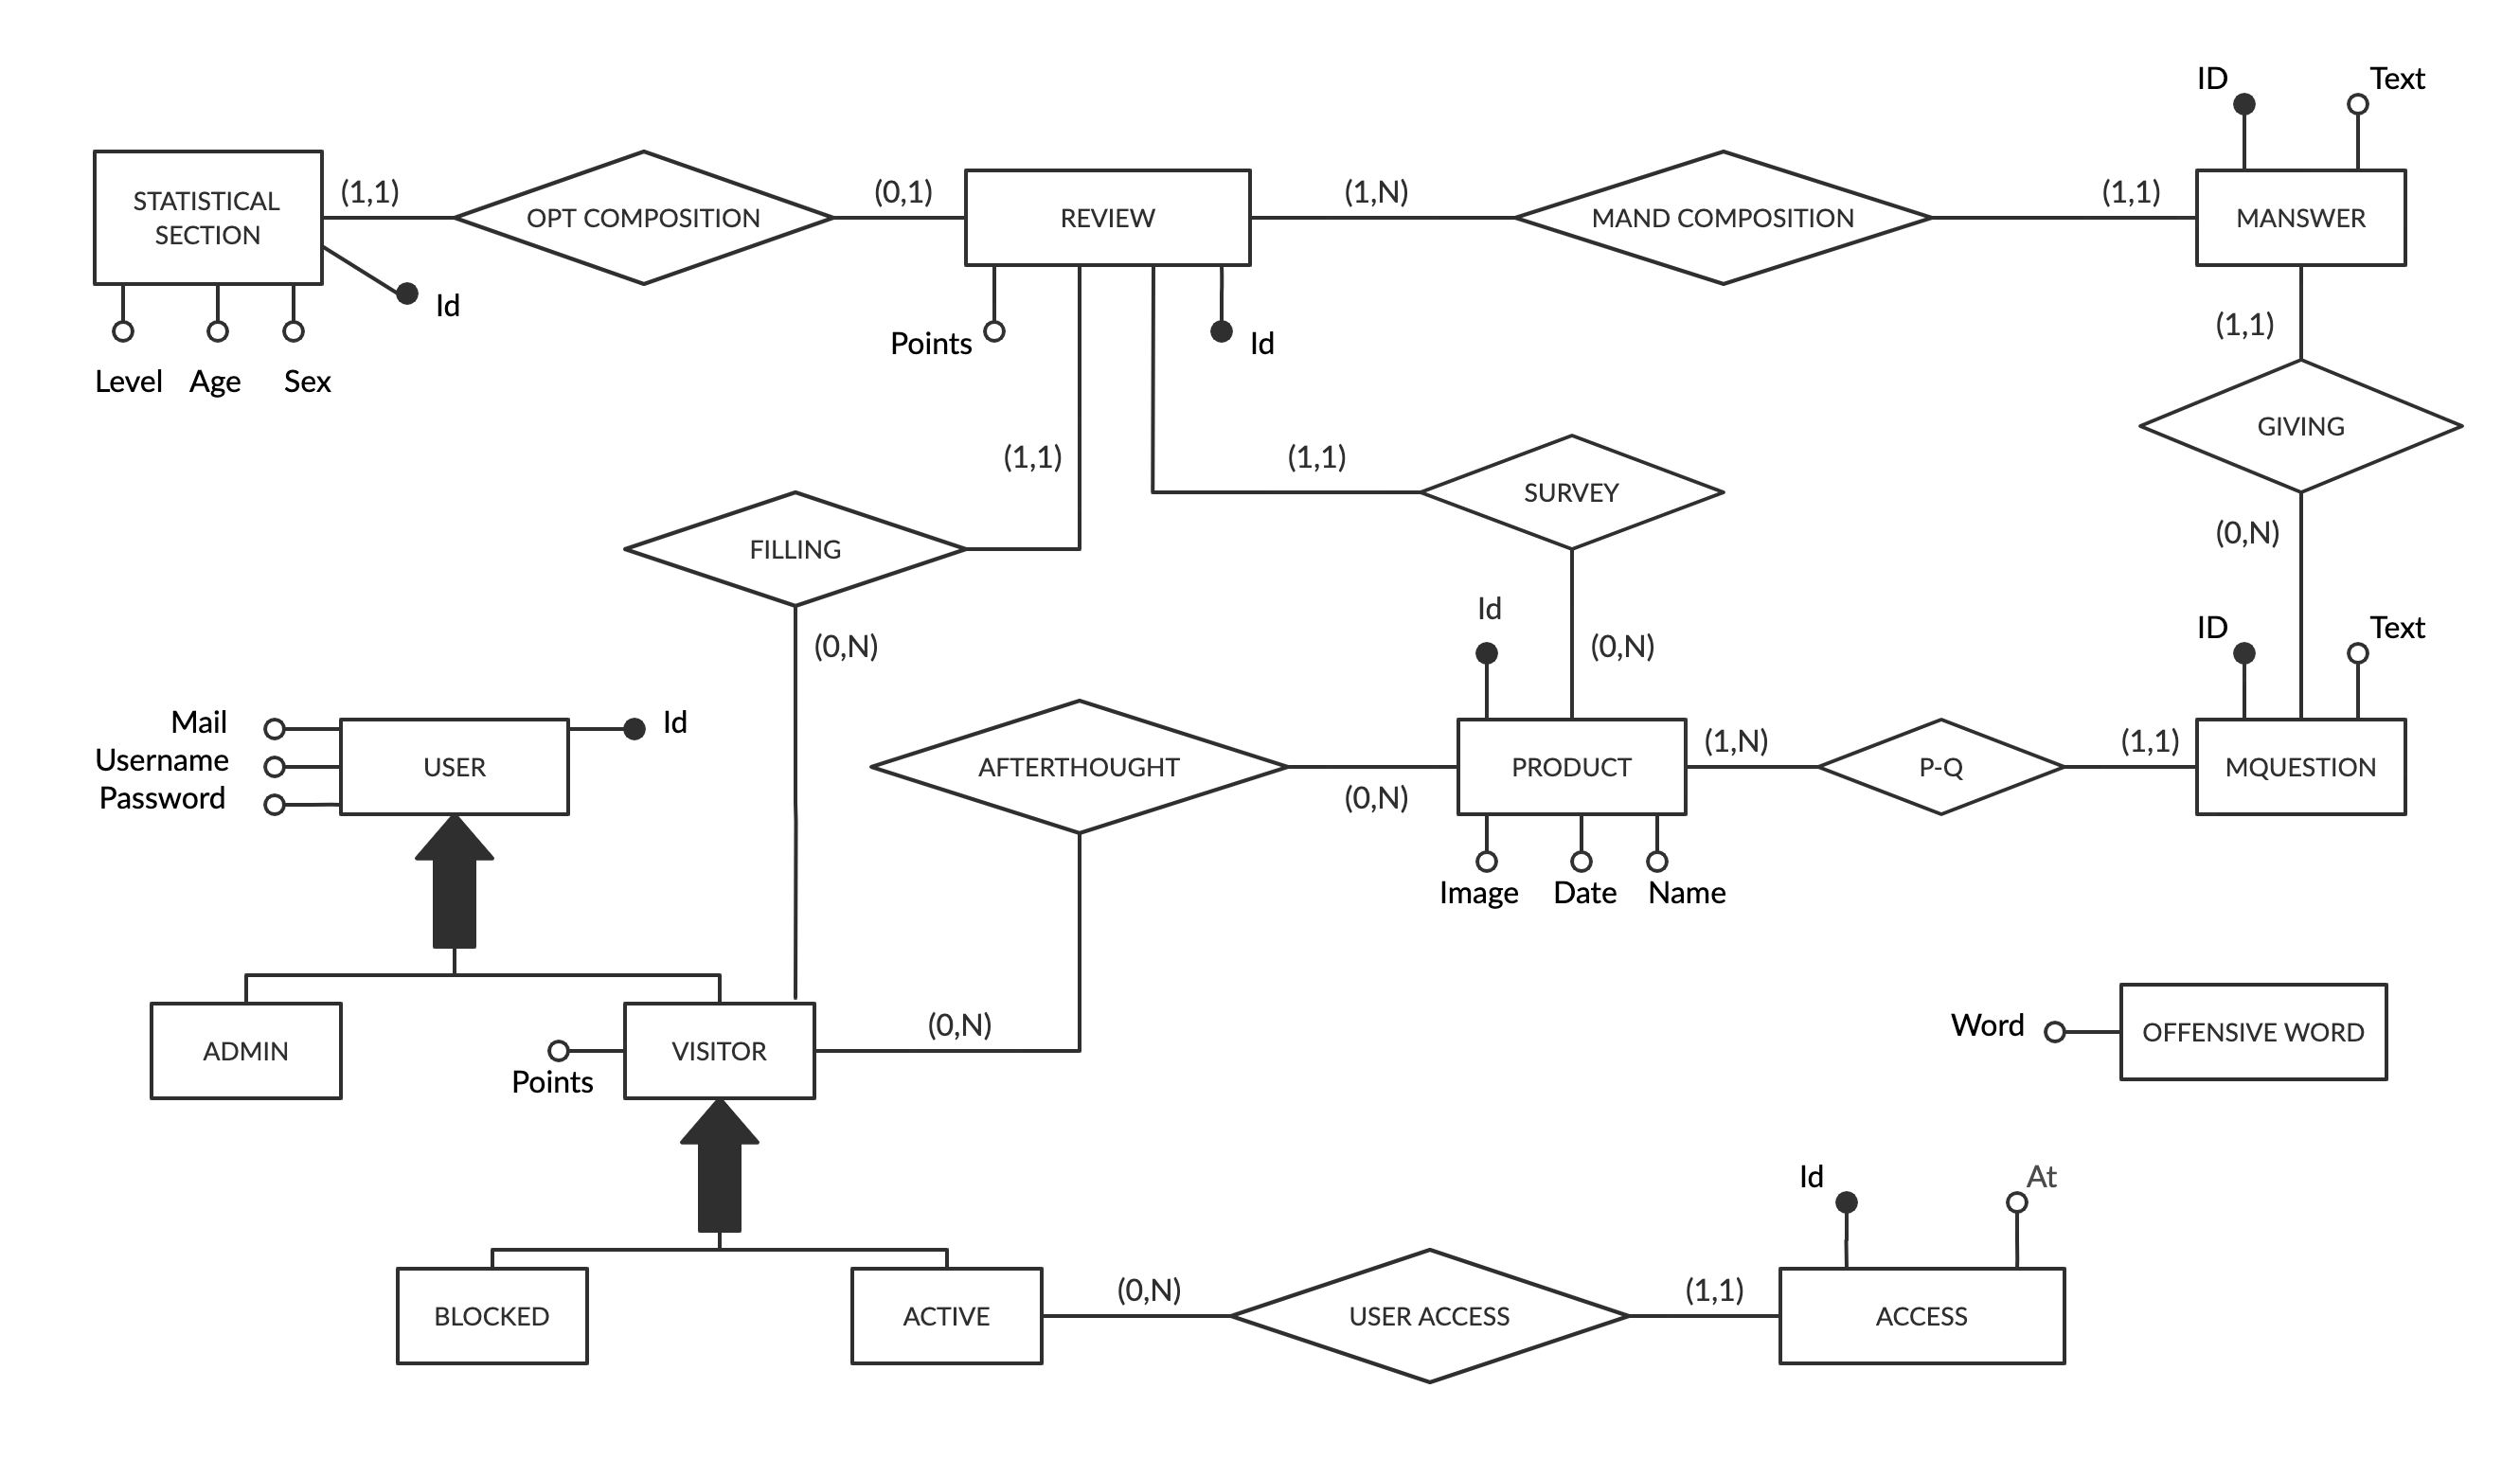 ID
Text
STATISTICAL
SECTION
(1,1)
OPT COMPOSITION
(0,1)
REVIEW
(1,N)
MAND COMPOSITION
(1,1)
MANSWER
Id
Level
Age
Sex
Points
Id
(1,1)
GIVING
(1,1)
(1,1)
SURVEY
FILLING
(0,N)
(0,N)
Id
(0,N)
ID
Text
Mail
Username
Password
USER
Id
AFTERTHOUGHT
(0,N)
PRODUCT
(1,N)
P-Q
(1,1)
MQUESTION
Image
Date
Name
ADMIN
Points
VISITOR
(0,N)
Word
OFFENSIVE WORD
Id
At
BLOCKED
ACTIVE
(0,N)
USER ACCESS
(1,1)
ACCESS